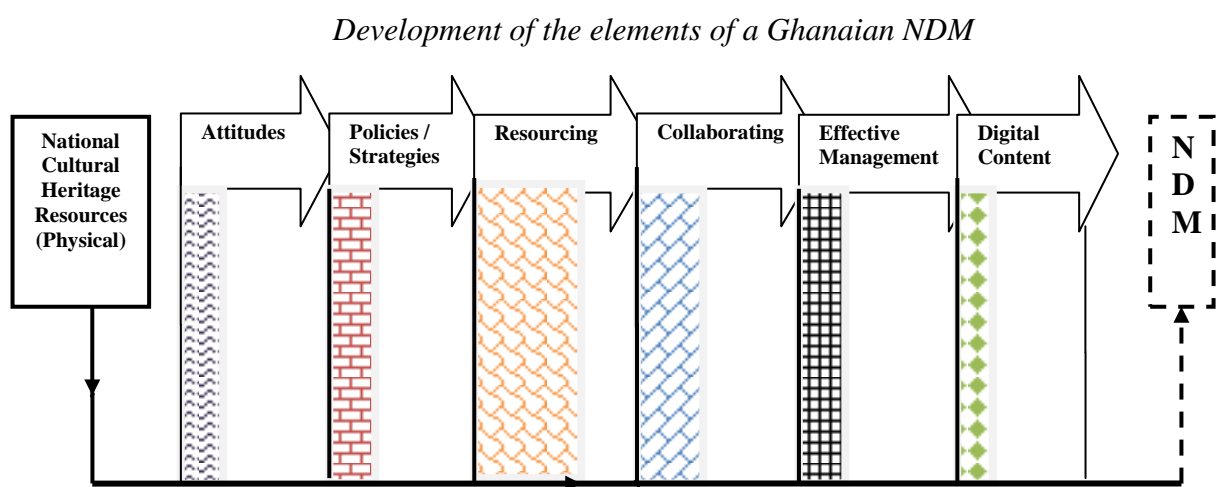 Development of the elements of a Ghanaian NDM
National
Cultural
Heritage
Resources
(Physical)
Attitudes
Policies /
Strategies
Resourcing
Collaborating
Effective
Management
Digital
Content
N
D
M